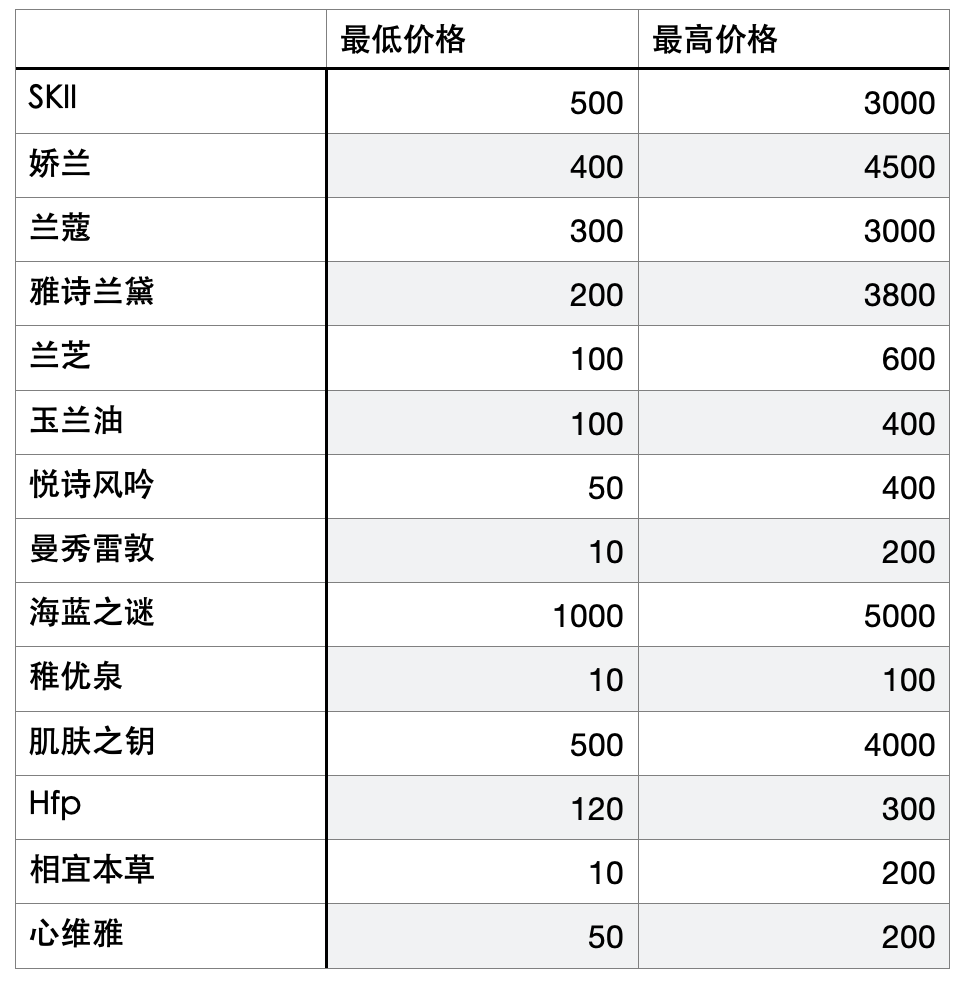 最低价格 最高价格
SKII 500 3000
娇兰 400 4500
兰蔻 300 3000
雅诗兰黛 200 3800
兰芝 100 600
玉兰油 100 400
悦诗风吟 50 400
曼秀雷敦 10 200
海蓝之谜 1000 5000
稚优泉 10 100
肌肤之钥 500 4000
Hfp 120 300
相宜本草 10 200
心维雅 50 200